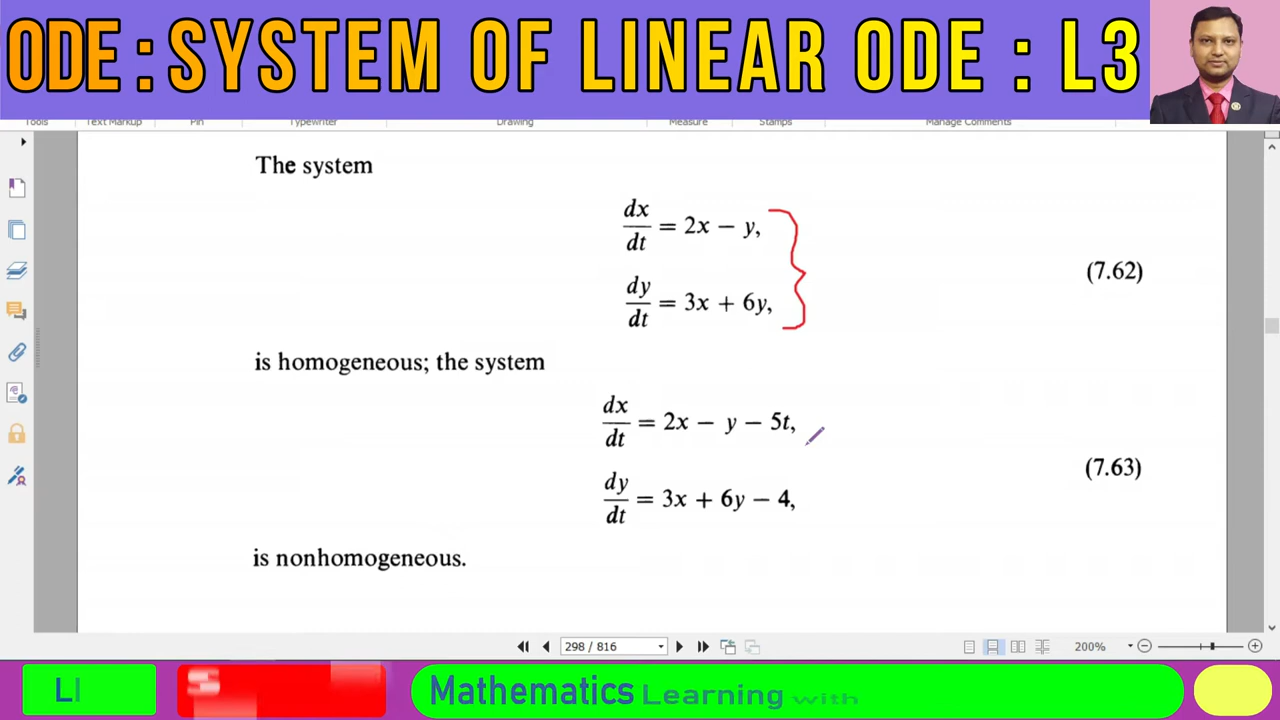 ODE : SYSTEM OF LINEAR ODE : L3
Tools Text Markup Pin Typewriter Drawing Measure Stamps Manage Comments
The system
dx/dt = 2x − y,
(7.62)
dy/dt = 3x + 6y,
is homogeneous; the system
dx/dt = 2x − y − 5t,
(7.63)
dy/dt = 3x + 6y − 4,
is nonhomogeneous.
298 / 816
200%
LI
S
Mathematics Learning with